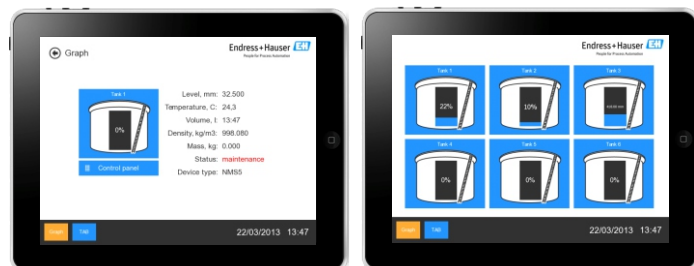 Graph
Endress+Hauser EH
People for Process Automation
Tank 1
0%
Control panel
Level, mm: 32.500
Temperature, C: 24,3
Volume, l: 13:47
Density, kg/m3: 998.080
Mass, kg: 0.000
Status: maintenance
Device type: NMS5
Graph
TAB
22/03/2013 13:47
Endress+Hauser EH
People for Process Automation
Tank 1
22%
Tank 2
10%
Tank 3
Tank 4
0%
Tank 5
0%
Tank 6
0%
Graph
TAB
22/03/2013 13:47